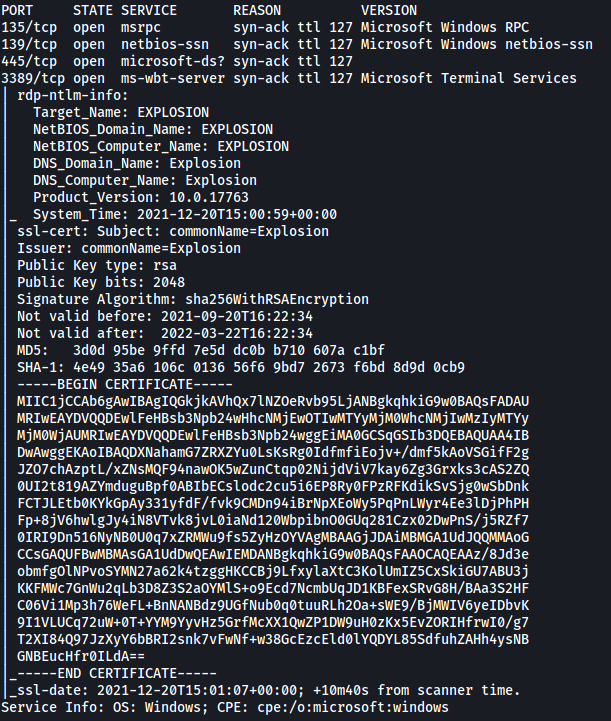 PORT     STATE SERVICE       REASON          VERSION
135/tcp  open  msrpc         syn-ack ttl 127 Microsoft Windows RPC
139/tcp  open  netbios-ssn   syn-ack ttl 127 Microsoft Windows netbios-ssn
445/tcp  open  microsoft-ds? syn-ack ttl 127
3389/tcp open  ms-wbt-server syn-ack ttl 127 Microsoft Terminal Services
| rdp-ntlm-info:
|   Target_Name: EXPLOSION
|   NetBIOS_Domain_Name: EXPLOSION
|   NetBIOS_Computer_Name: EXPLOSION
|   DNS_Domain_Name: Explosion
|   DNS_Computer_Name: Explosion
|   Product_Version: 10.0.17763
|_  System_Time: 2021-12-20T15:00:59+00:00
| ssl-cert: Subject: commonName=Explosion
| Issuer: commonName=Explosion
| Public Key type: rsa
| Public Key bits: 2048
| Signature Algorithm: sha256WithRSAEncryption
| Not valid before: 2021-09-20T16:22:34
| Not valid after:  2022-03-22T16:22:34
| MD5:   3d0d 95be 9ffd 7e5d dc0b b710 607a c1bf
| SHA-1: 4e49 35a6 106c 0136 56f6 9bd7 2673 f6bd 8d9d 0cb9
| -----BEGIN CERTIFICATE-----
| MIIC1jCCAb6gAwIBAgIQGkjkAVhQx7lNZOeRvb95LjANBgkqhkiG9w0BAQsFADAU
| MRIwEAYDVQQDEwlFeHBsb3Npb24wHhcNMjEwOTIwMTYyMjM0WhcNMjIwMzIyMTYy
| MjM0WjAUMRIwEAYDVQQDEwlFeHBsb3Npb24wggEiMA0GCSqGSIb3DQEBAQUAA4IB
| DwAwggEKAoIBAQDXNahamG7ZRXZYu0LsKsRg0IdfmfiEojv+/dmf5kAoVSGifF2g
| JZO7chAzptL/xZNsMQF94nawOK5wZunCtqp02NijdViV7kay6Zg3Grxks3cAS2ZQ
| 0UI2t819AZYmduguBpf0ABIbECslodc2cu5i6EP8Ry0FPzRFKdikSvSjg0wSbDnk
| FCTJLEtb0KYkGpAy331yfdF/fvk9CMDn94iBrNpXEoWy5PqPnLWyr4Ee3lDjPhPH
| Fp+8jV6hwlgJy4iN8VTvk8jvL0iaNd120WbpibnO0GUq281Czx02DwPnS/j5RZf7
| 0IRI9Dn516NyNB0U0q7xZRMWu9fs5ZyHzOYVAgMBAAGjJDAiMBMGA1UdJQQMMAoG
| CCsGAQUFBwMBMAsGA1UdDwQEAwIEMDANBgkqhkiG9w0BAQsFAAOCAQEAAz/8Jd3e
| obmfgOlNPvoSYMN27a62k4tzggHKCCBj9LfxylaXtC3KolUmIZ5CxSkiGU7ABU3j
| KKFMWc7GnWu2qLb3D8Z3S2aOYMlS+o9Ecd7NcmbUqJD1KBFexSRvG8H/BAa3S2HF
| C06Vi1Mp3h76WeFL+BnNANBdz9UGfNub0q0tuuRLh2Oa+sWE9/BjMWIV6yeIDbvK
| 9I1VLUCq72uW+0T+YYM9YyvHz5GrfMcXX1QwZP1DW9uH0zKx5EvZORIHfrwI0/g7
| T2XI84Q97JzXyY6bBRI2snk7vFwNf+w38GcEzcEld0lYQDYL85SdfuhZAHh4ysNB
| GNBEucHfr0ILdA==
|_-----END CERTIFICATE-----
|_ssl-date: 2021-12-20T15:01:07+00:00; +10m40s from scanner time.
Service Info: OS: Windows; CPE: cpe:/o:microsoft:windows